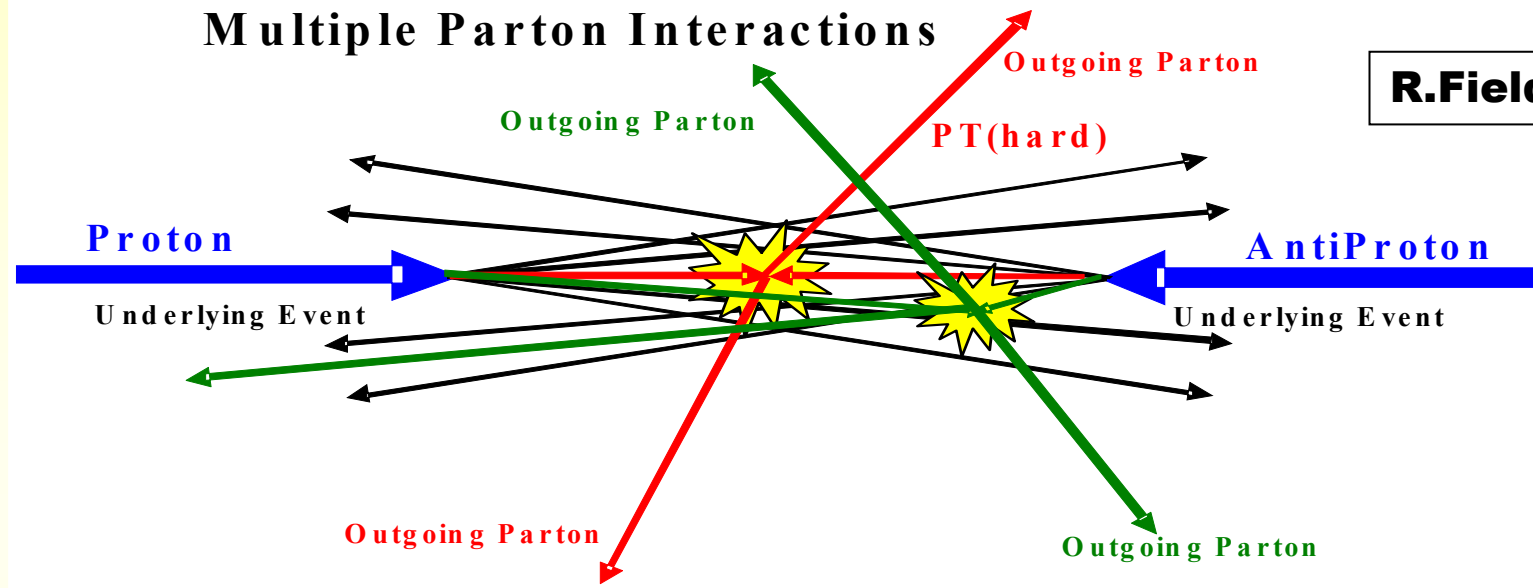 Multiple Parton Interactions
Outgoing Parton
R.Field
Outgoing Parton
PT(hard)
Proton
AntiProton
Underlying Event
Underlying Event
Outgoing Parton
Outgoing Parton